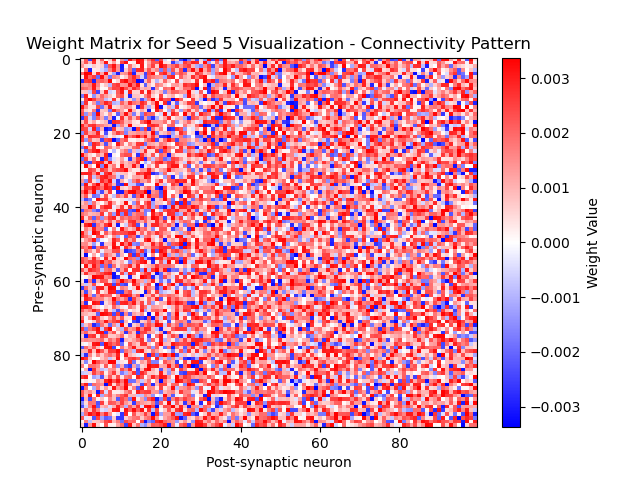 Weight Matrix for Seed 5 Visualization - Connectivity Pattern
0
20
40
60
80
Pre-synaptic neuron
0 20 40 60 80
Post-synaptic neuron
0.003
0.002
0.001
0.000
−0.001
−0.002
−0.003
Weight Value